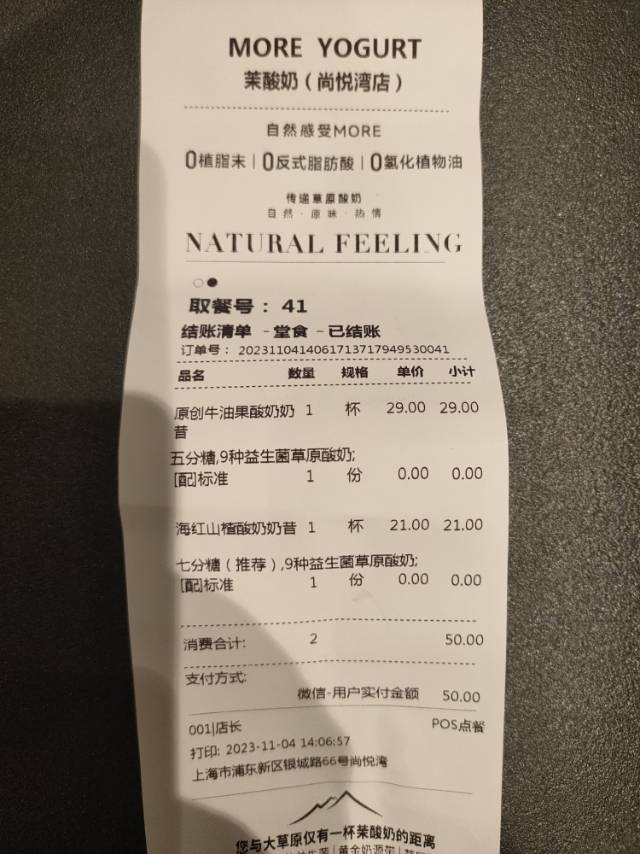 MORE YOGURT
茉酸奶（尚悦湾店）
自然感受MORE
0植脂末|0反式脂肪酸|0氢化植物油
传递草原酸奶
自然·原味·热情
NATURAL FEELING
取餐号： 41
结账清单 -堂食 -已结账
订单号： 20231104140617137179495 30041
品名 数量 规格 单价 小计
原创牛油果酸奶奶 1 杯 29.00 29.00
昔
五分糖,9种益生菌草原酸奶;
[配]标准 1 份 0.00 0.00
海红山楂酸奶奶昔 1 杯 21.00 21.00
七分糖（推荐）,9种益生菌草原酸奶;
[配]标准 1 份 0.00 0.00
消费合计: 2 50.00
支付方式:
微信-用户实付金额 50.00
001|店长 POS点餐
打印: 2023-11-04 14:06:57
上海市浦东新区银城路66号尚悦湾
您与大草原仅有一杯茉酸奶的距离